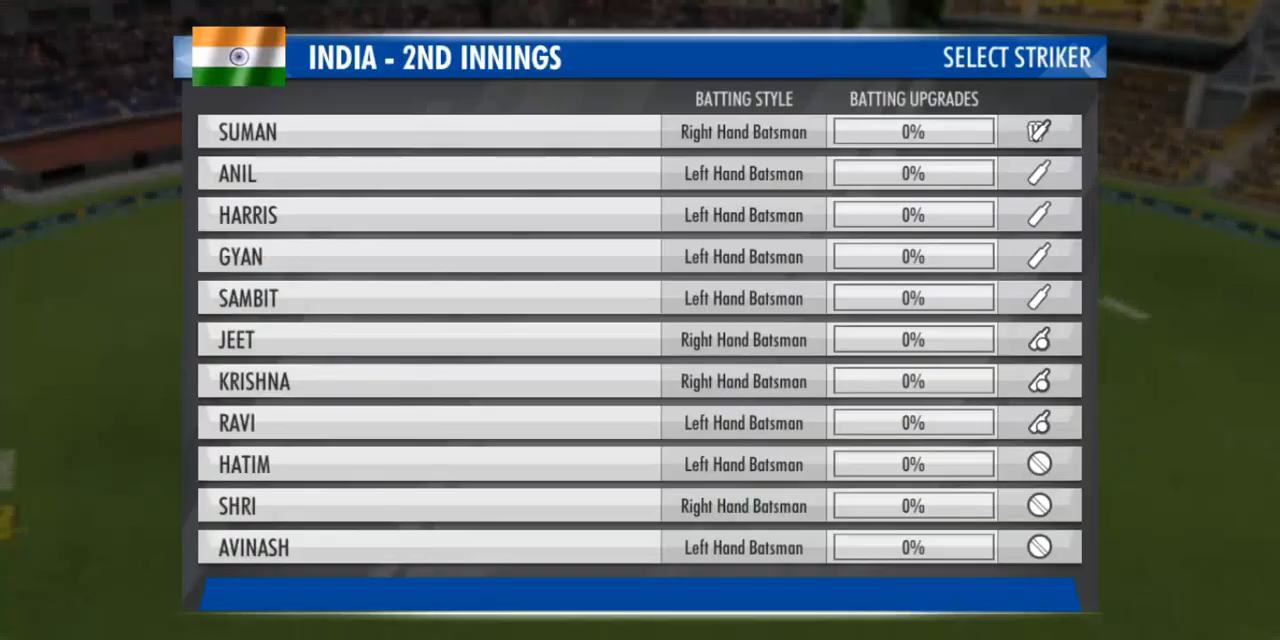 INDIA - 2ND INNINGS SELECT STRIKER
BATTING STYLE BATTING UPGRADES
SUMAN Right Hand Batsman 0%
ANIL Left Hand Batsman 0%
HARRIS Left Hand Batsman 0%
GYAN Left Hand Batsman 0%
SAMBIT Left Hand Batsman 0%
JEET Right Hand Batsman 0%
KRISHNA Right Hand Batsman 0%
RAVI Left Hand Batsman 0%
HATIM Left Hand Batsman 0%
SHRI Right Hand Batsman 0%
AVINASH Left Hand Batsman 0%